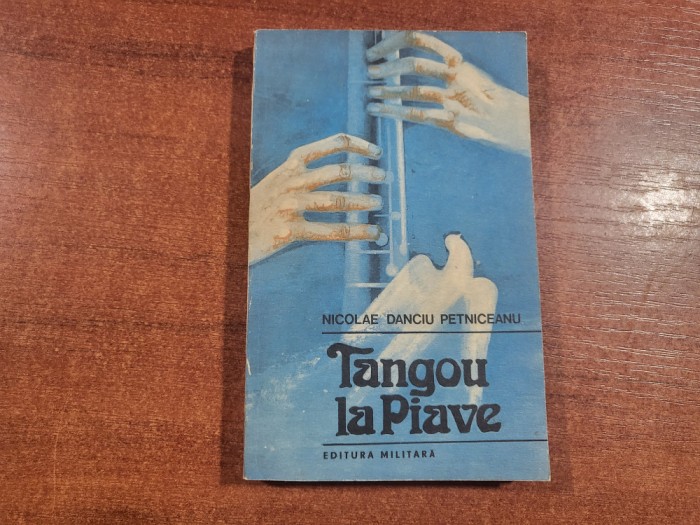 NICOLAE DANCIU PETNICEANU
Tangou
la Piave
EDITURA MILITARĂ